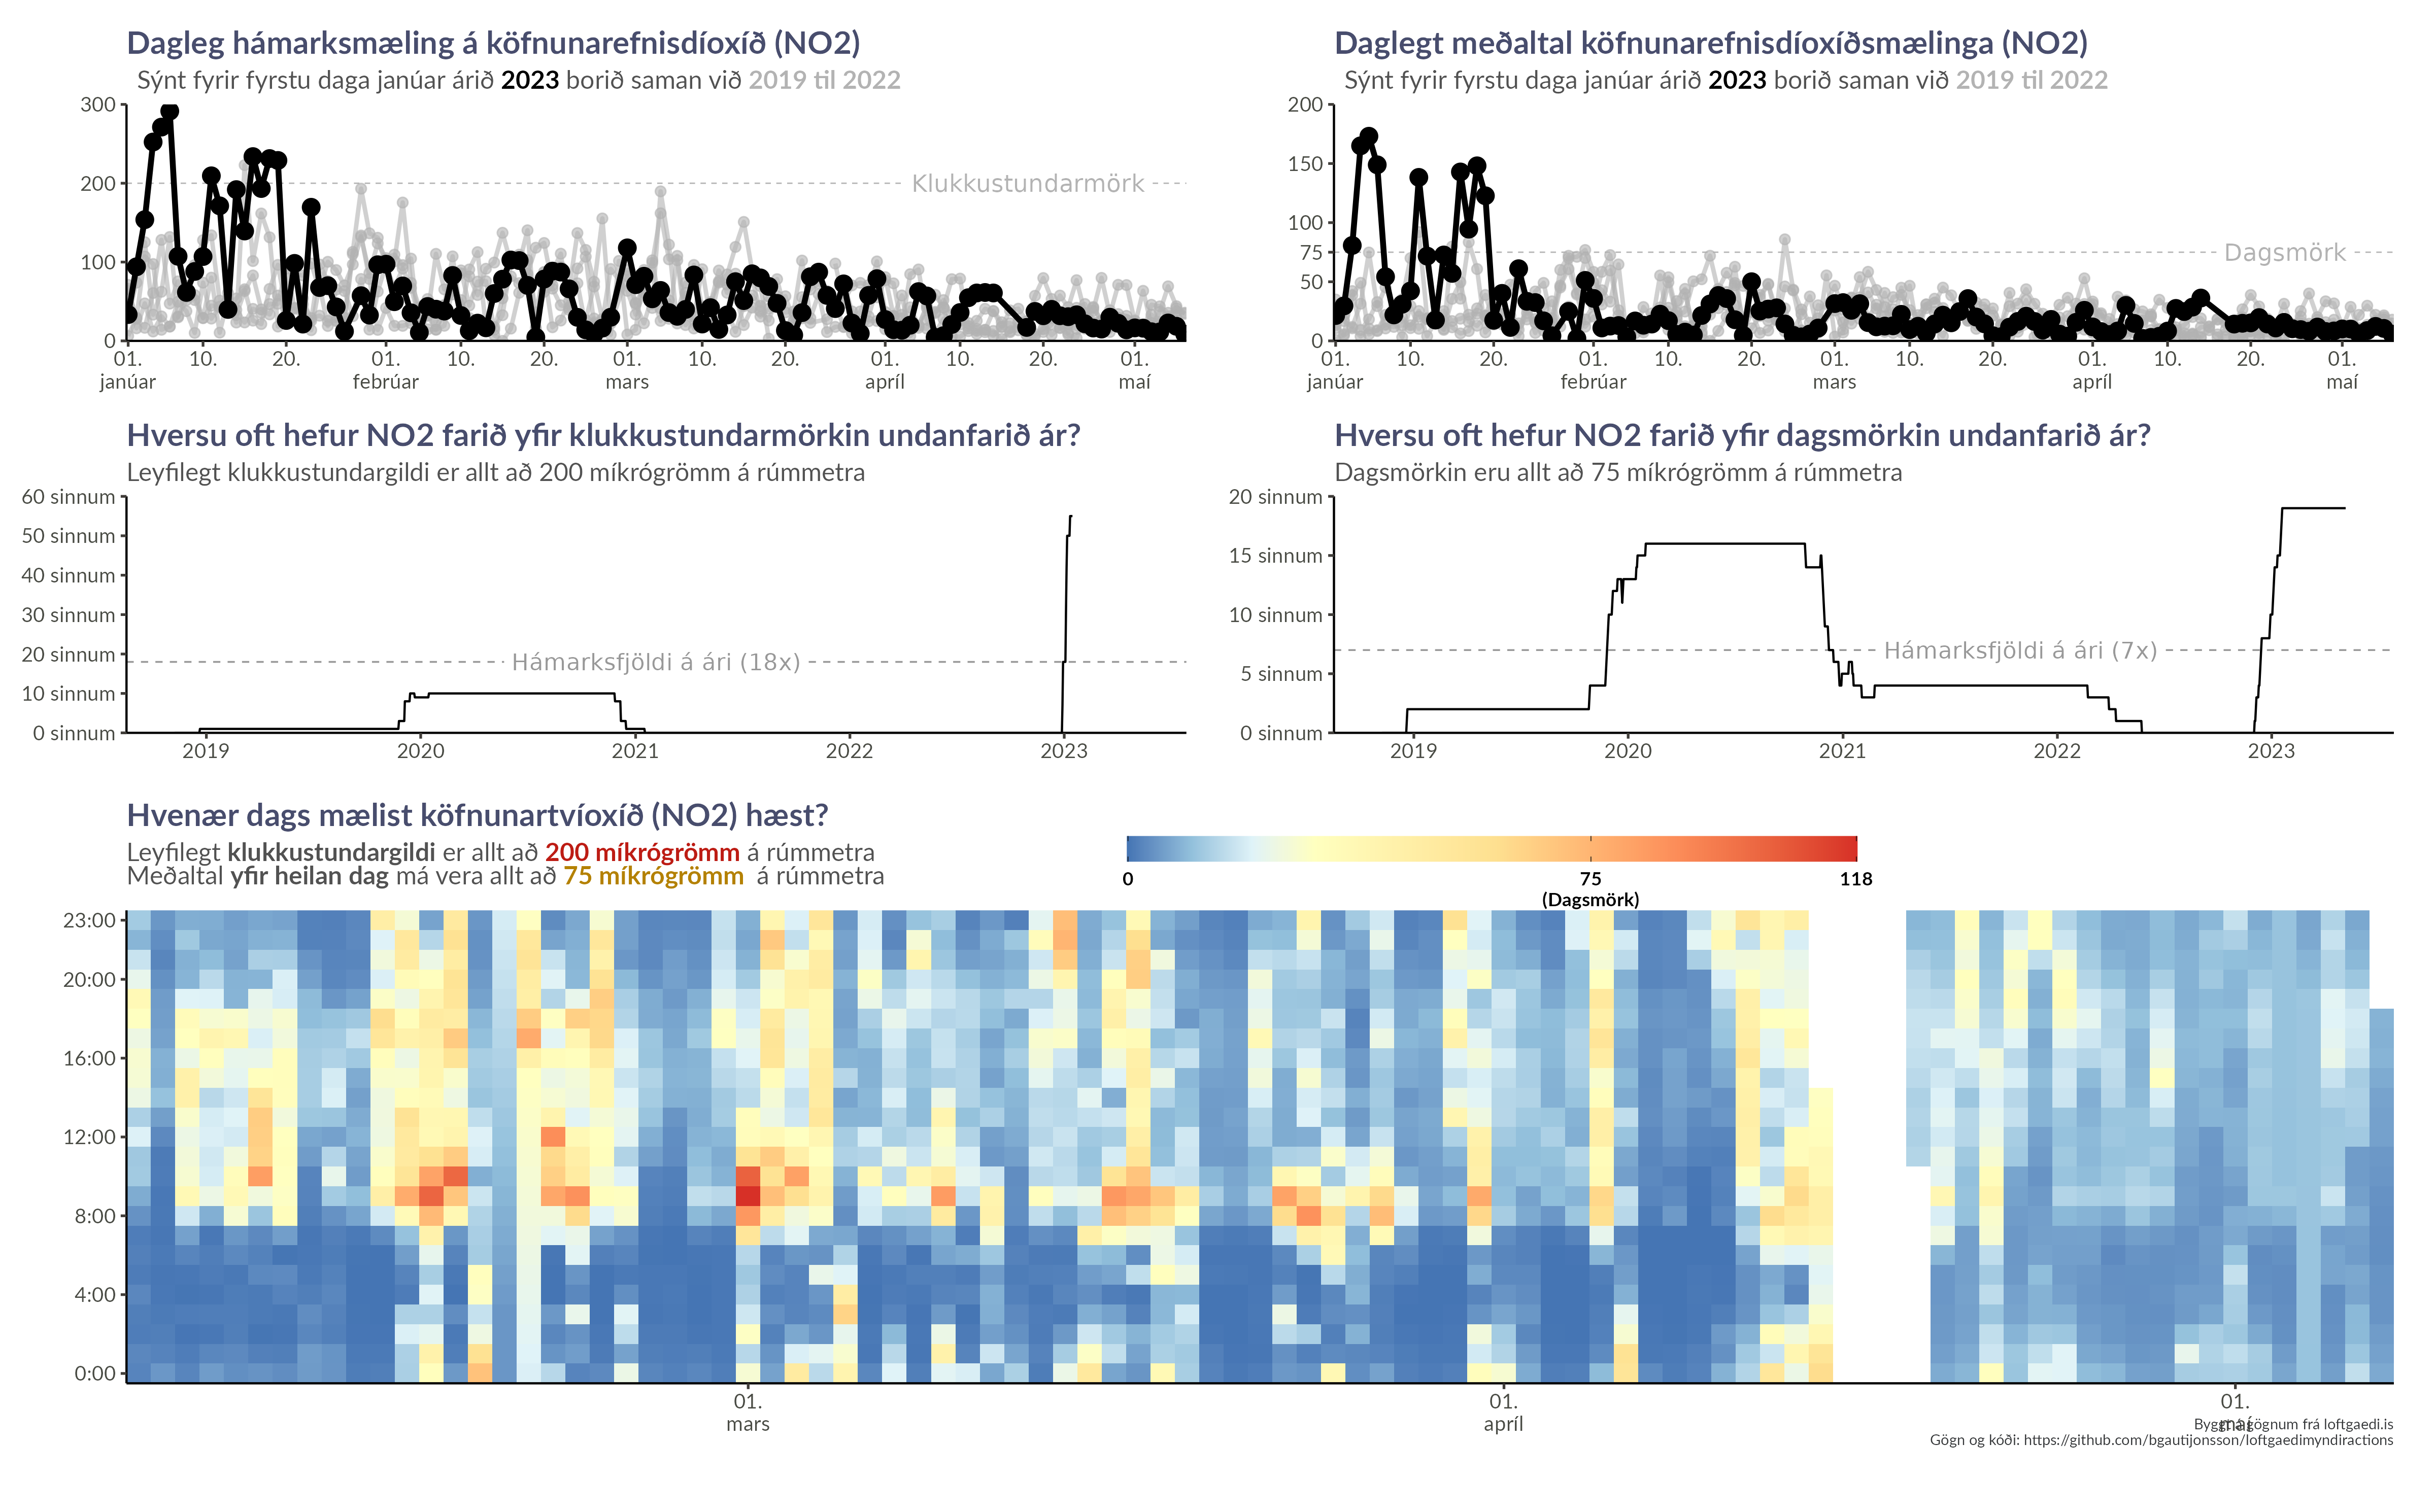 Dagleg hámarksmæling á köfnunarefnisdíoxíð (NO2)
Sýnt fyrir fyrstu daga janúar árið 2023 borið saman við 2019 til 2022
300
200
100
0
Klukkustundarmörk
01. 10. 20. 01. 10. 20. 01. 10. 20. 01. 10. 20. 01.
janúar febrúar mars apríl maí
Daglegt meðaltal köfnunarefnisdíoxíðsmælinga (NO2)
Sýnt fyrir fyrstu daga janúar árið 2023 borið saman við 2019 til 2022
200
150
100
75
50
0
Dagsmörk
01. 10. 20. 01. 10. 20. 01. 10. 20. 01. 10. 20. 01.
janúar febrúar mars apríl maí
Hversu oft hefur NO2 farið yfir klukkustundarmörkin undanfarið ár?
Leyfilegt klukkustundargildi er allt að 200 míkrógrömm á rúmmetra
60 sinnum
50 sinnum
40 sinnum
30 sinnum
20 sinnum
10 sinnum
0 sinnum
Hámarksfjöldi á ári (18x)
2019 2020 2021 2022 2023
Hversu oft hefur NO2 farið yfir dagsmörkin undanfarið ár?
Dagsmörkin eru allt að 75 míkrógrömm á rúmmetra
20 sinnum
15 sinnum
10 sinnum
5 sinnum
0 sinnum
Hámarksfjöldi á ári (7x)
2019 2020 2021 2022 2023
Hvenær dags mælist köfnunartvíoxíð (NO2) hæst?
Leyfilegt klukkustundargildi er allt að 200 míkrógrömm á rúmmetra
Meðaltal yfir heilan dag má vera allt að 75 míkrógrömm á rúmmetra
0 75 118
(Dagsmörk)
23:00
20:00
16:00
12:00
8:00
4:00
0:00
01. 01. 01.
mars apríl maí
Byggt á gögnum frá loftgaedi.is
Gögn og kóði: https://github.com/bgautijonsson/loftgaedimyndiractions